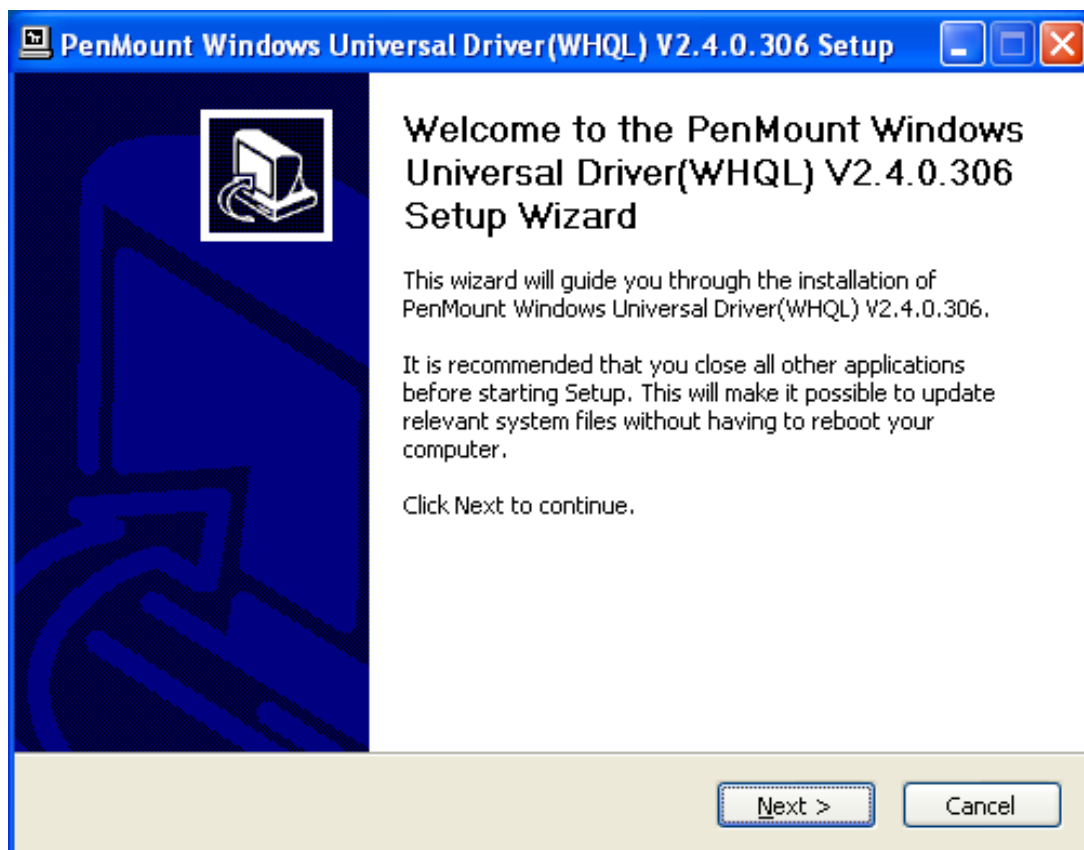 PenMount Windows Universal Driver(WHQL) V2.4.0.306 Setup
Welcome to the PenMount Windows
Universal Driver(WHQL) V2.4.0.306
Setup Wizard
This wizard will guide you through the installation of
PenMount Windows Universal Driver(WHQL) V2.4.0.306.
It is recommended that you close all other applications
before starting Setup. This will make it possible to update
relevant system files without having to reboot your
computer.
Click Next to continue.
Next >
Cancel